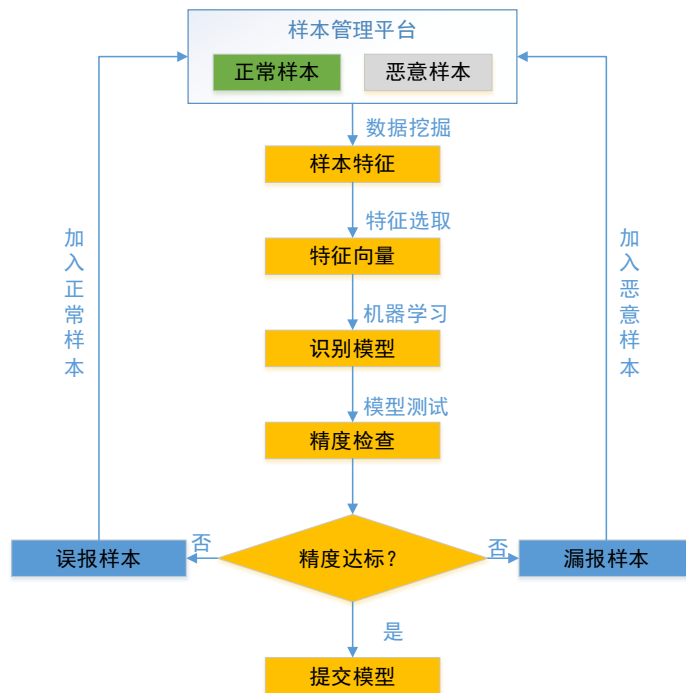 样本管理平台
正常样本
恶意样本
数据挖掘
样本特征
特征选取
特征向量
机器学习
识别模型
模型测试
精度检查
加入正常样本
加入恶意样本
误报样本
否
精度达标？
否
漏报样本
是
提交模型